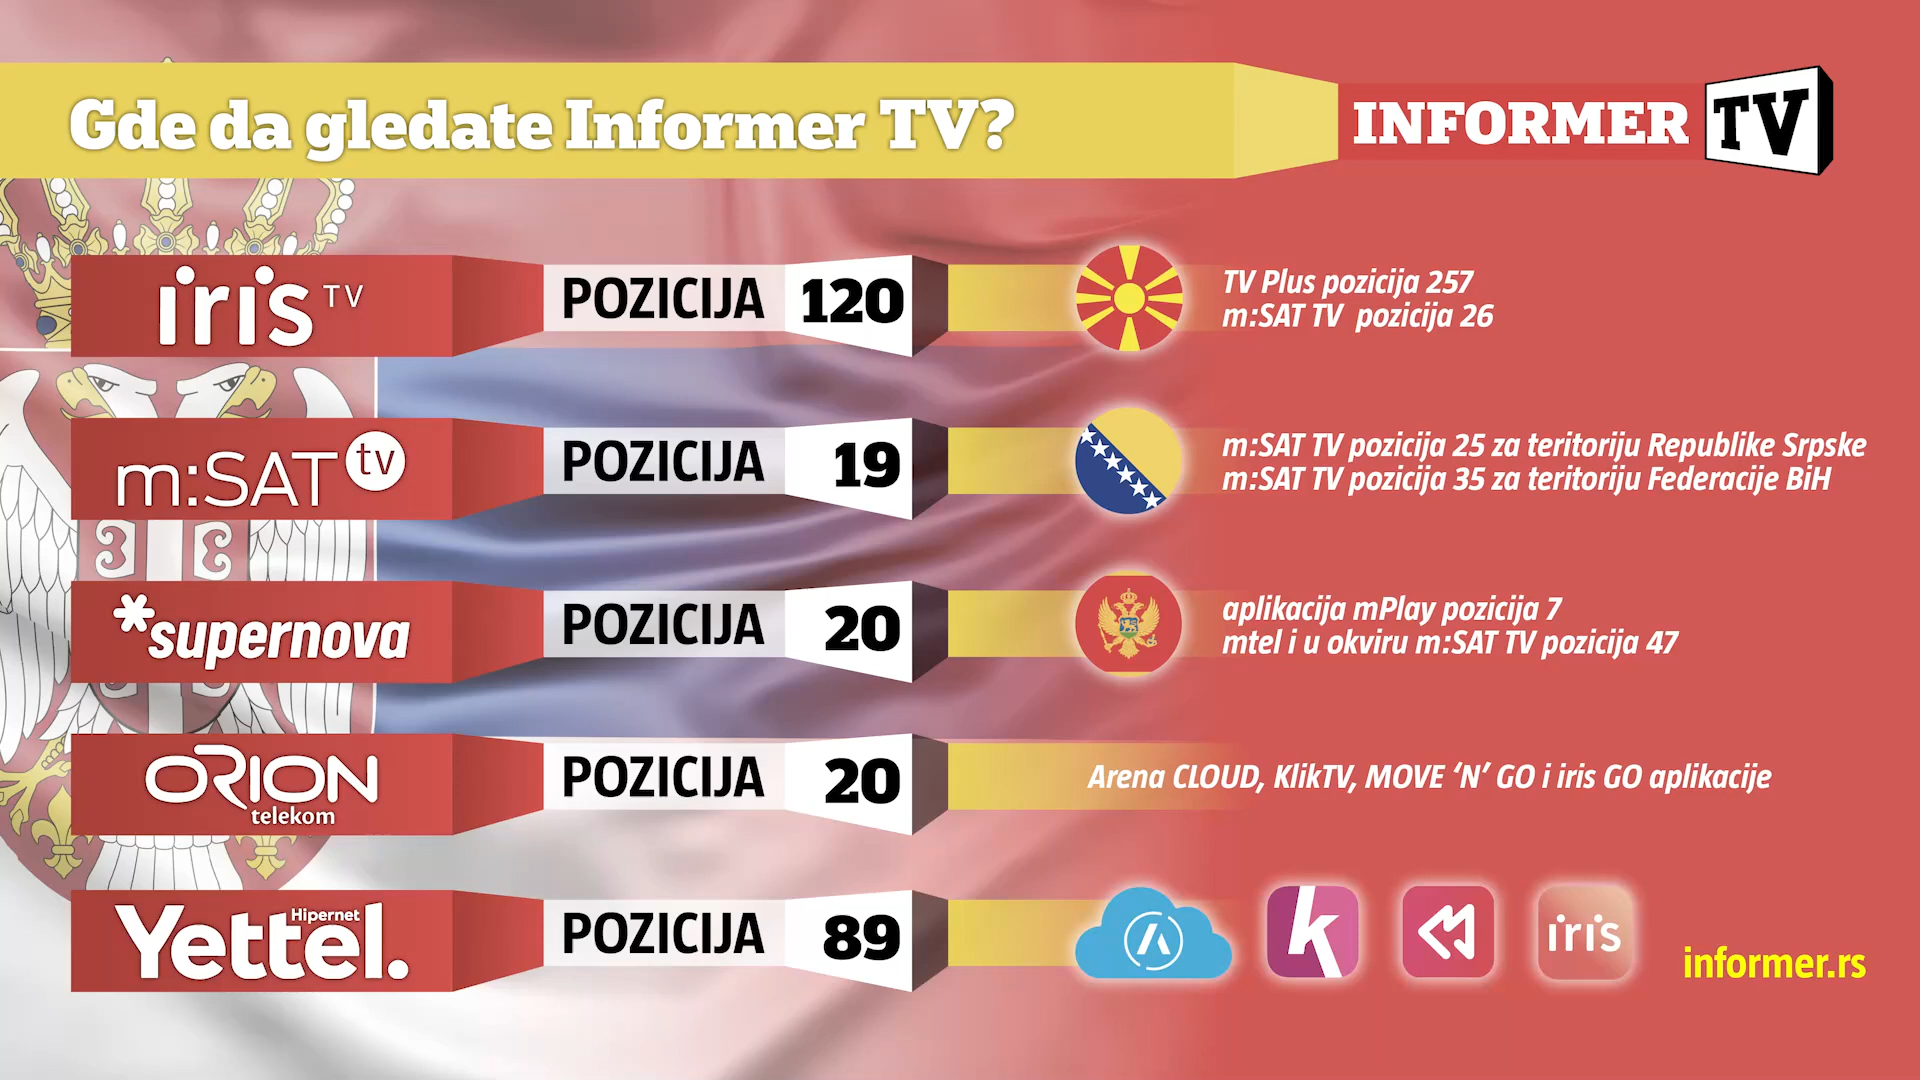 Gde da gledate Informer TV?
INFORMER TV
iris TV POZICIJA 120
TV Plus pozicija 257
m:SAT TV pozicija 26
m:SAT tv POZICIJA 19
m:SAT TV pozicija 25 za teritoriju Republike Srpske
m:SAT TV pozicija 35 za teritoriju Federacije BiH
*supernova POZICIJA 20
aplikacija mPlay pozicija 7
mtel i u okviru m:SAT TV pozicija 47
ORION telekom POZICIJA 20
Arena CLOUD, KlikTV, MOVE ‘N’ GO i iris GO aplikacije
Yettel. Hipernet POZICIJA 89
k
iris
informer.rs